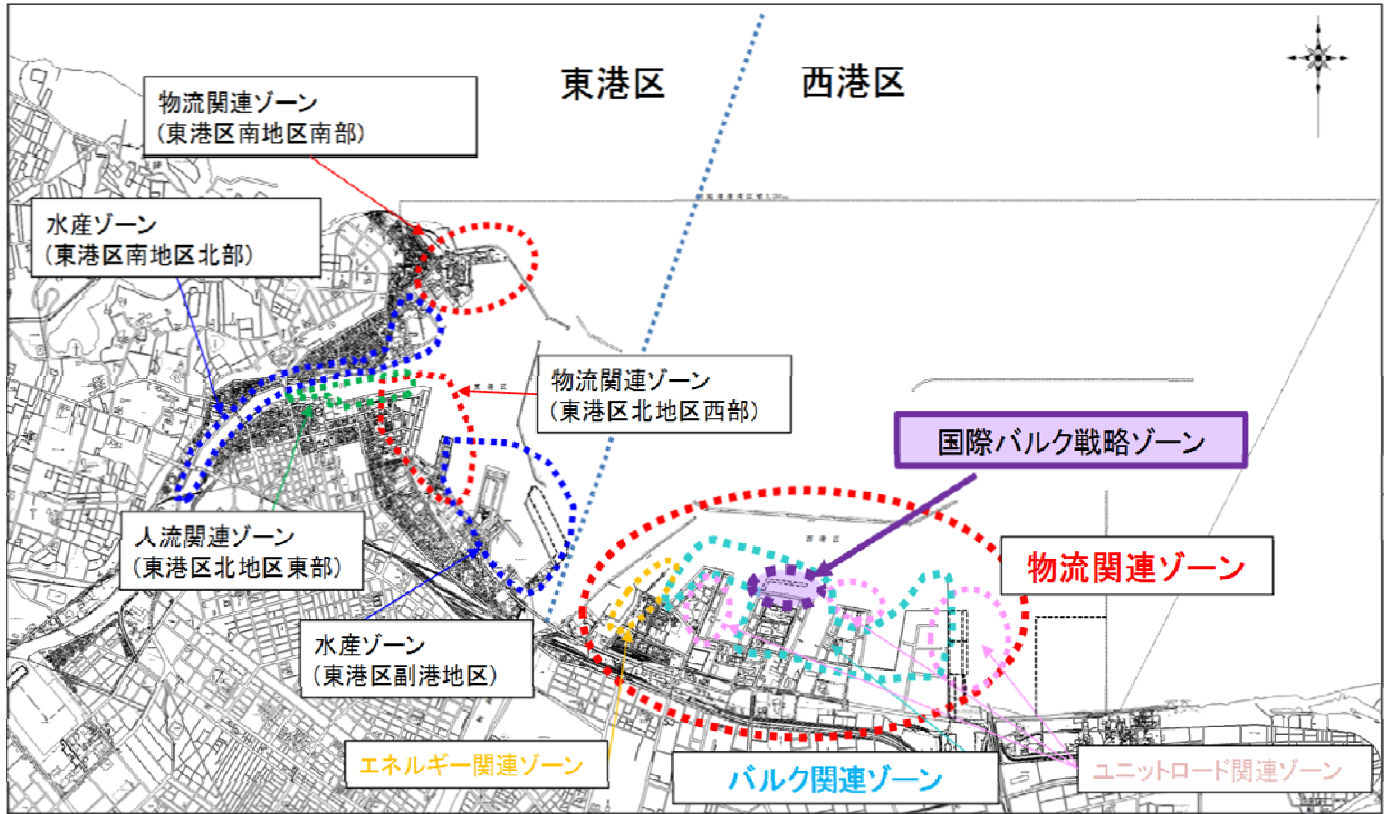 東港区
西港区
物流関連ゾーン
(東港区南地区南部)
水産ゾーン
(東港区南地区北部)
東港区
物流関連ゾーン
(東港区北地区西部)
国際バルク戦略ゾーン
人流関連ゾーン
(東港区北地区東部)
西港区
物流関連ゾーン
水産ゾーン
(東港区副港地区)
エネルギー関連ゾーン
バルク関連ゾーン
ユニットロード関連ゾーン